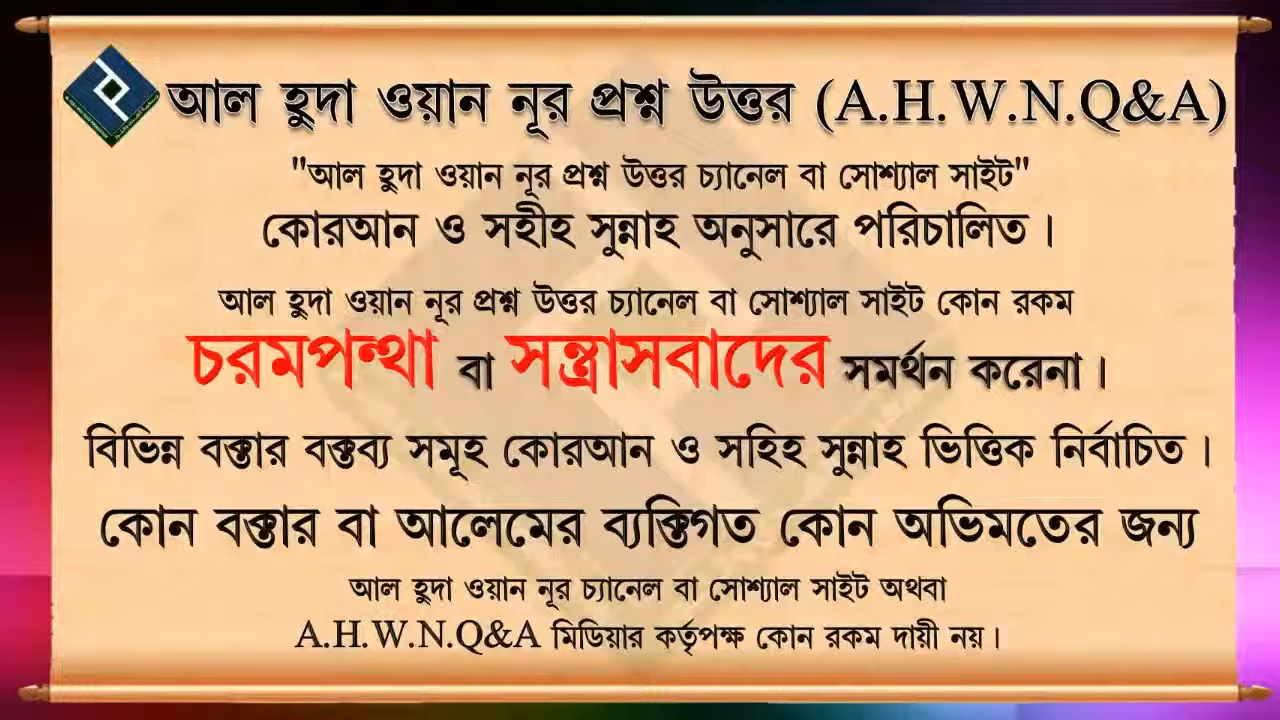 আল হুদা ওয়ান নূর প্রশ্ন উত্তর (A.H.W.N.Q&A)
"আল হুদা ওয়ান নূর প্রশ্ন উত্তর চ্যানেল বা সোশ্যাল সাইট"
কোরআন ও সহীহ সুন্নাহ অনুসারে পরিচালিত।
আল হুদা ওয়ান নূর প্রশ্ন উত্তর চ্যানেল বা সোশ্যাল সাইট কোন রকম
চরমপন্থা বা সন্ত্রাসবাদের সমর্থন করেনা।
বিভিন্ন বক্তার বক্তব্য সমূহ কোরআন ও সহিহ সুন্নাহ ভিত্তিক নির্বাচিত।
কোন বক্তার বা আলেমের ব্যক্তিগত কোন অভিমতের জন্য
আল হুদা ওয়ান নূর চ্যানেল বা সোশ্যাল সাইট অথবা
A.H.W.N.Q&A মিডিয়ার কর্তৃপক্ষ কোন রকম দায়ী নয়।